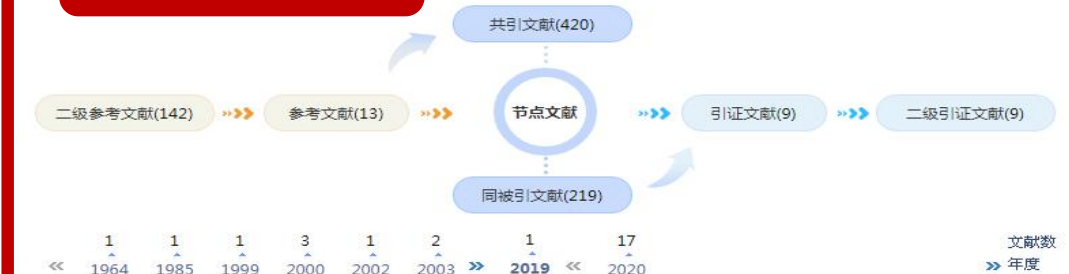 共引文献(420)
二级参考文献(142) 参考文献(13) 节点文献 引证文献(9) 二级引证文献(9)
同被引文献(219)
1 1 1 3 1 2 1 17 文献数
1964 1985 1999 2000 2002 2003 2019 2020 年度